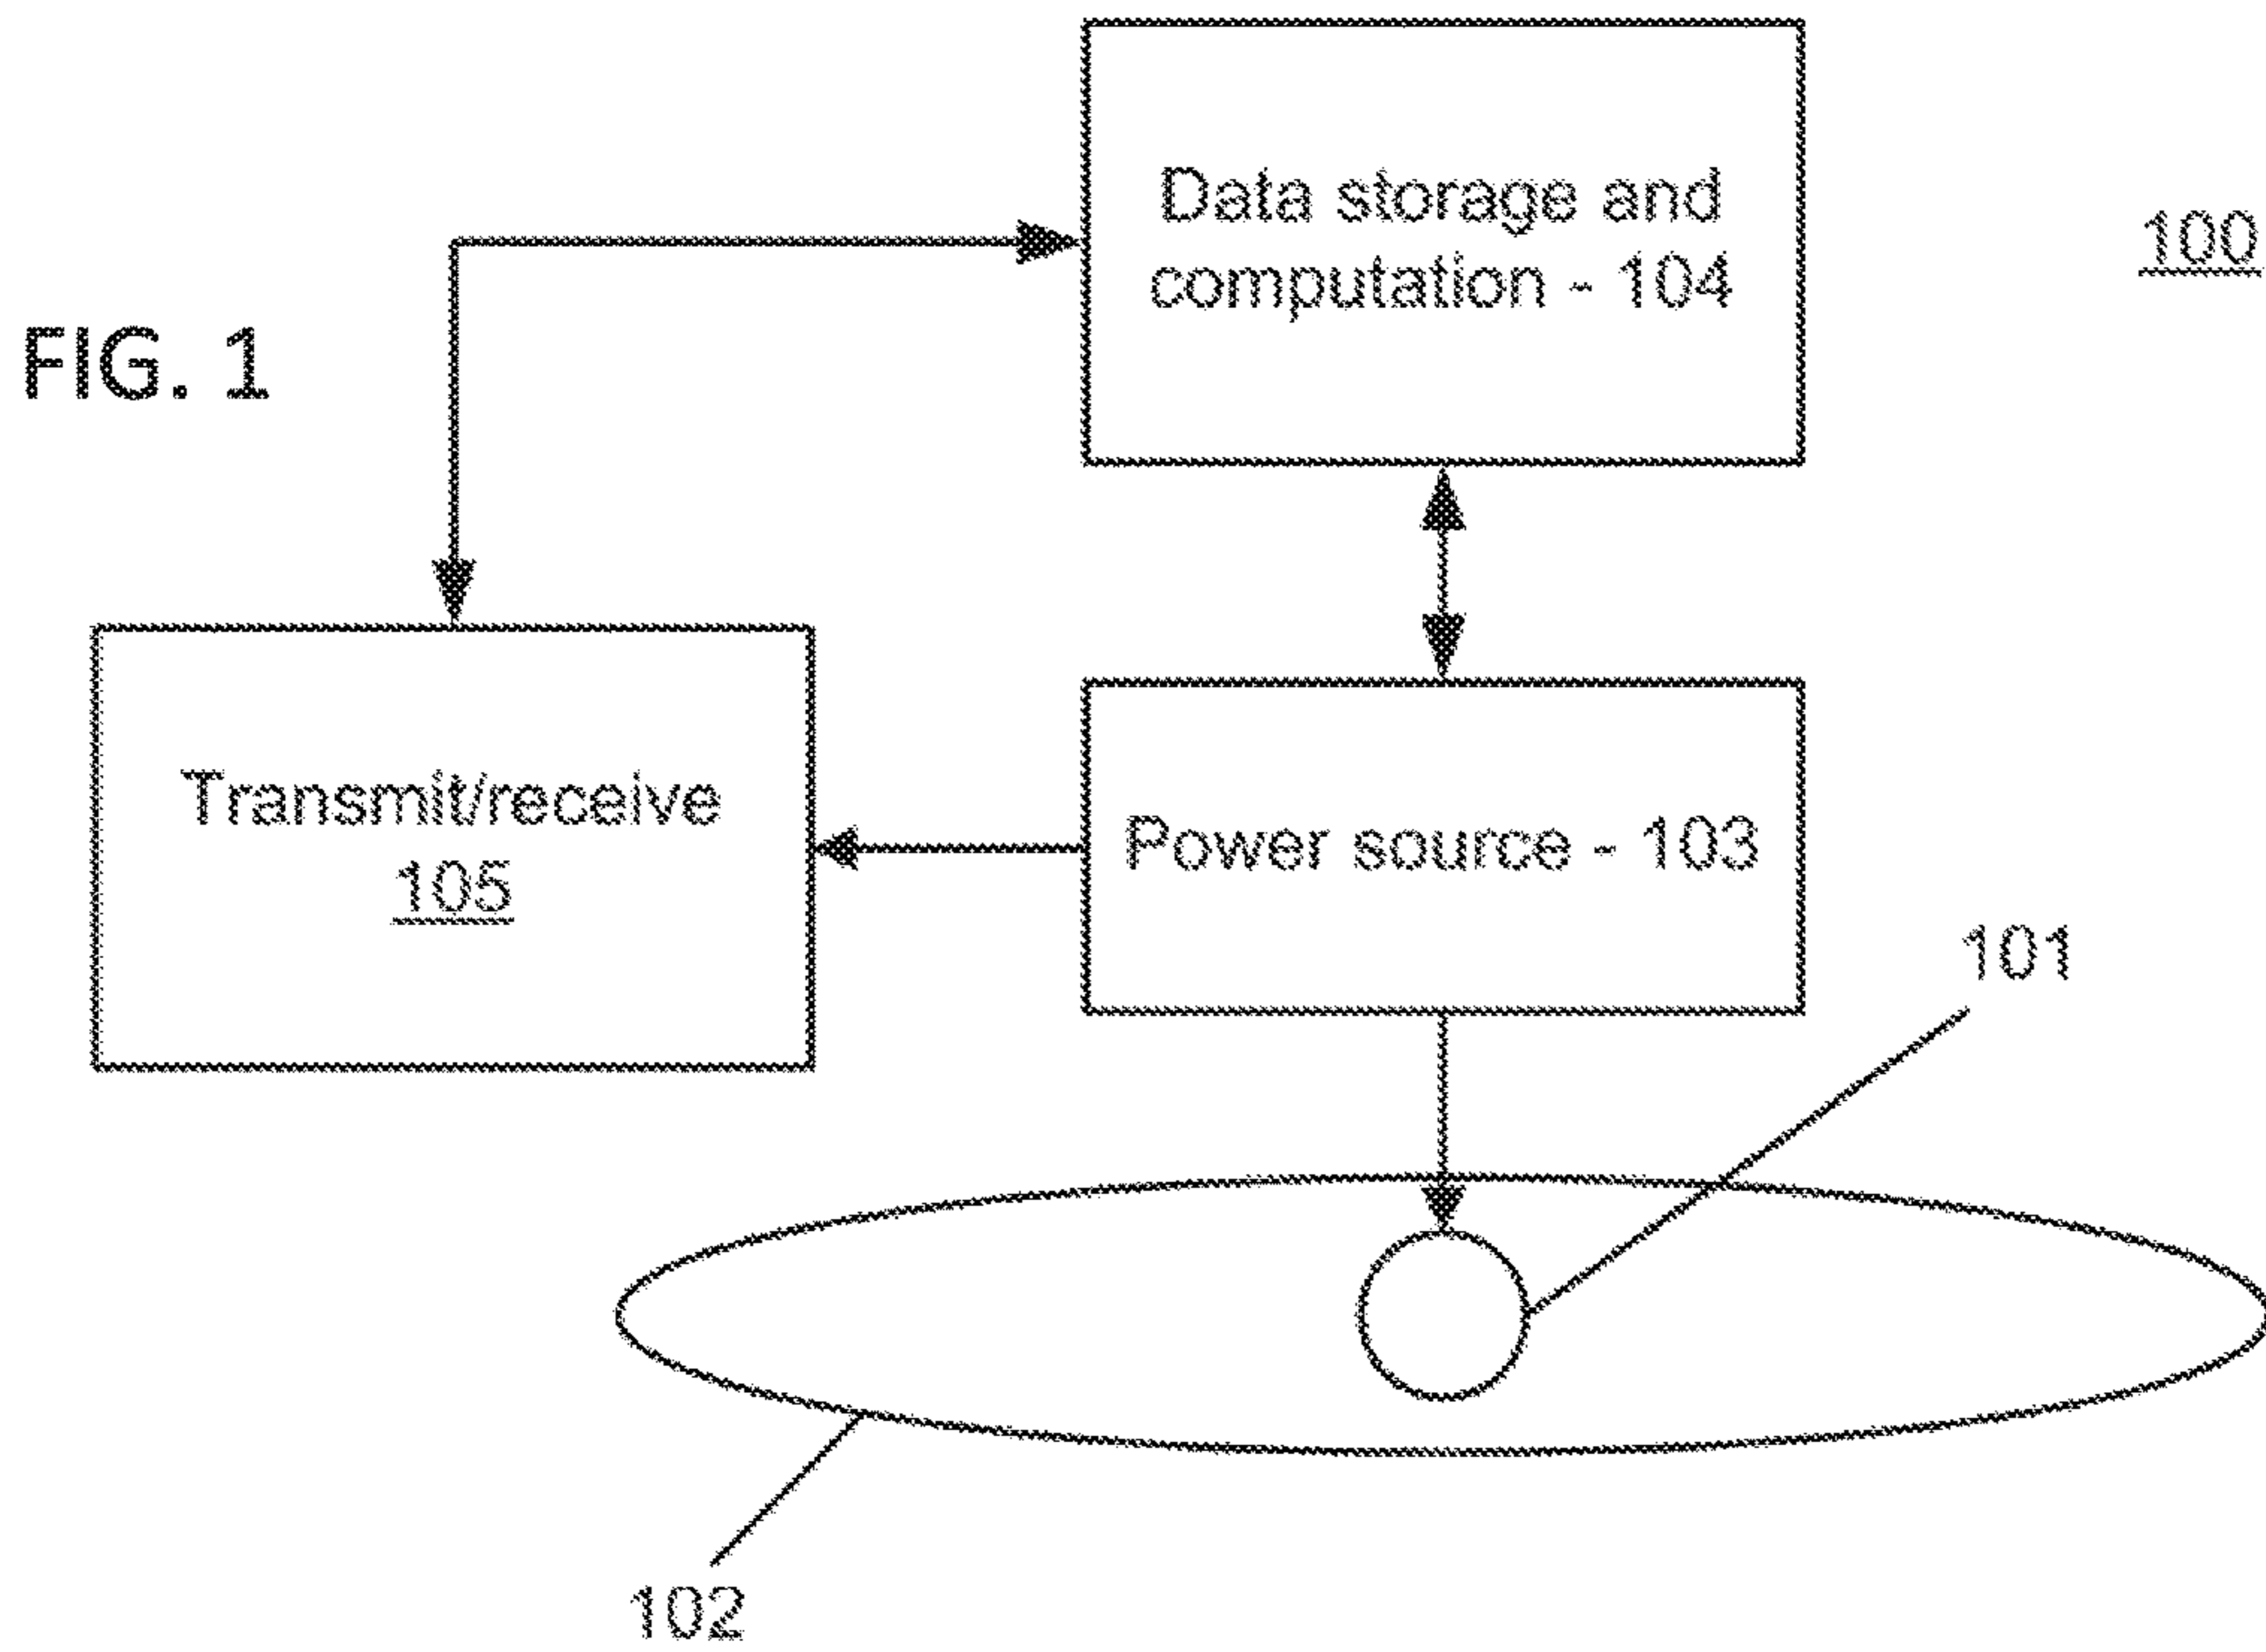 Data storage and
computation - 104
100
FIG. 1
Transmit/receive
105
Power source - 103
101
102